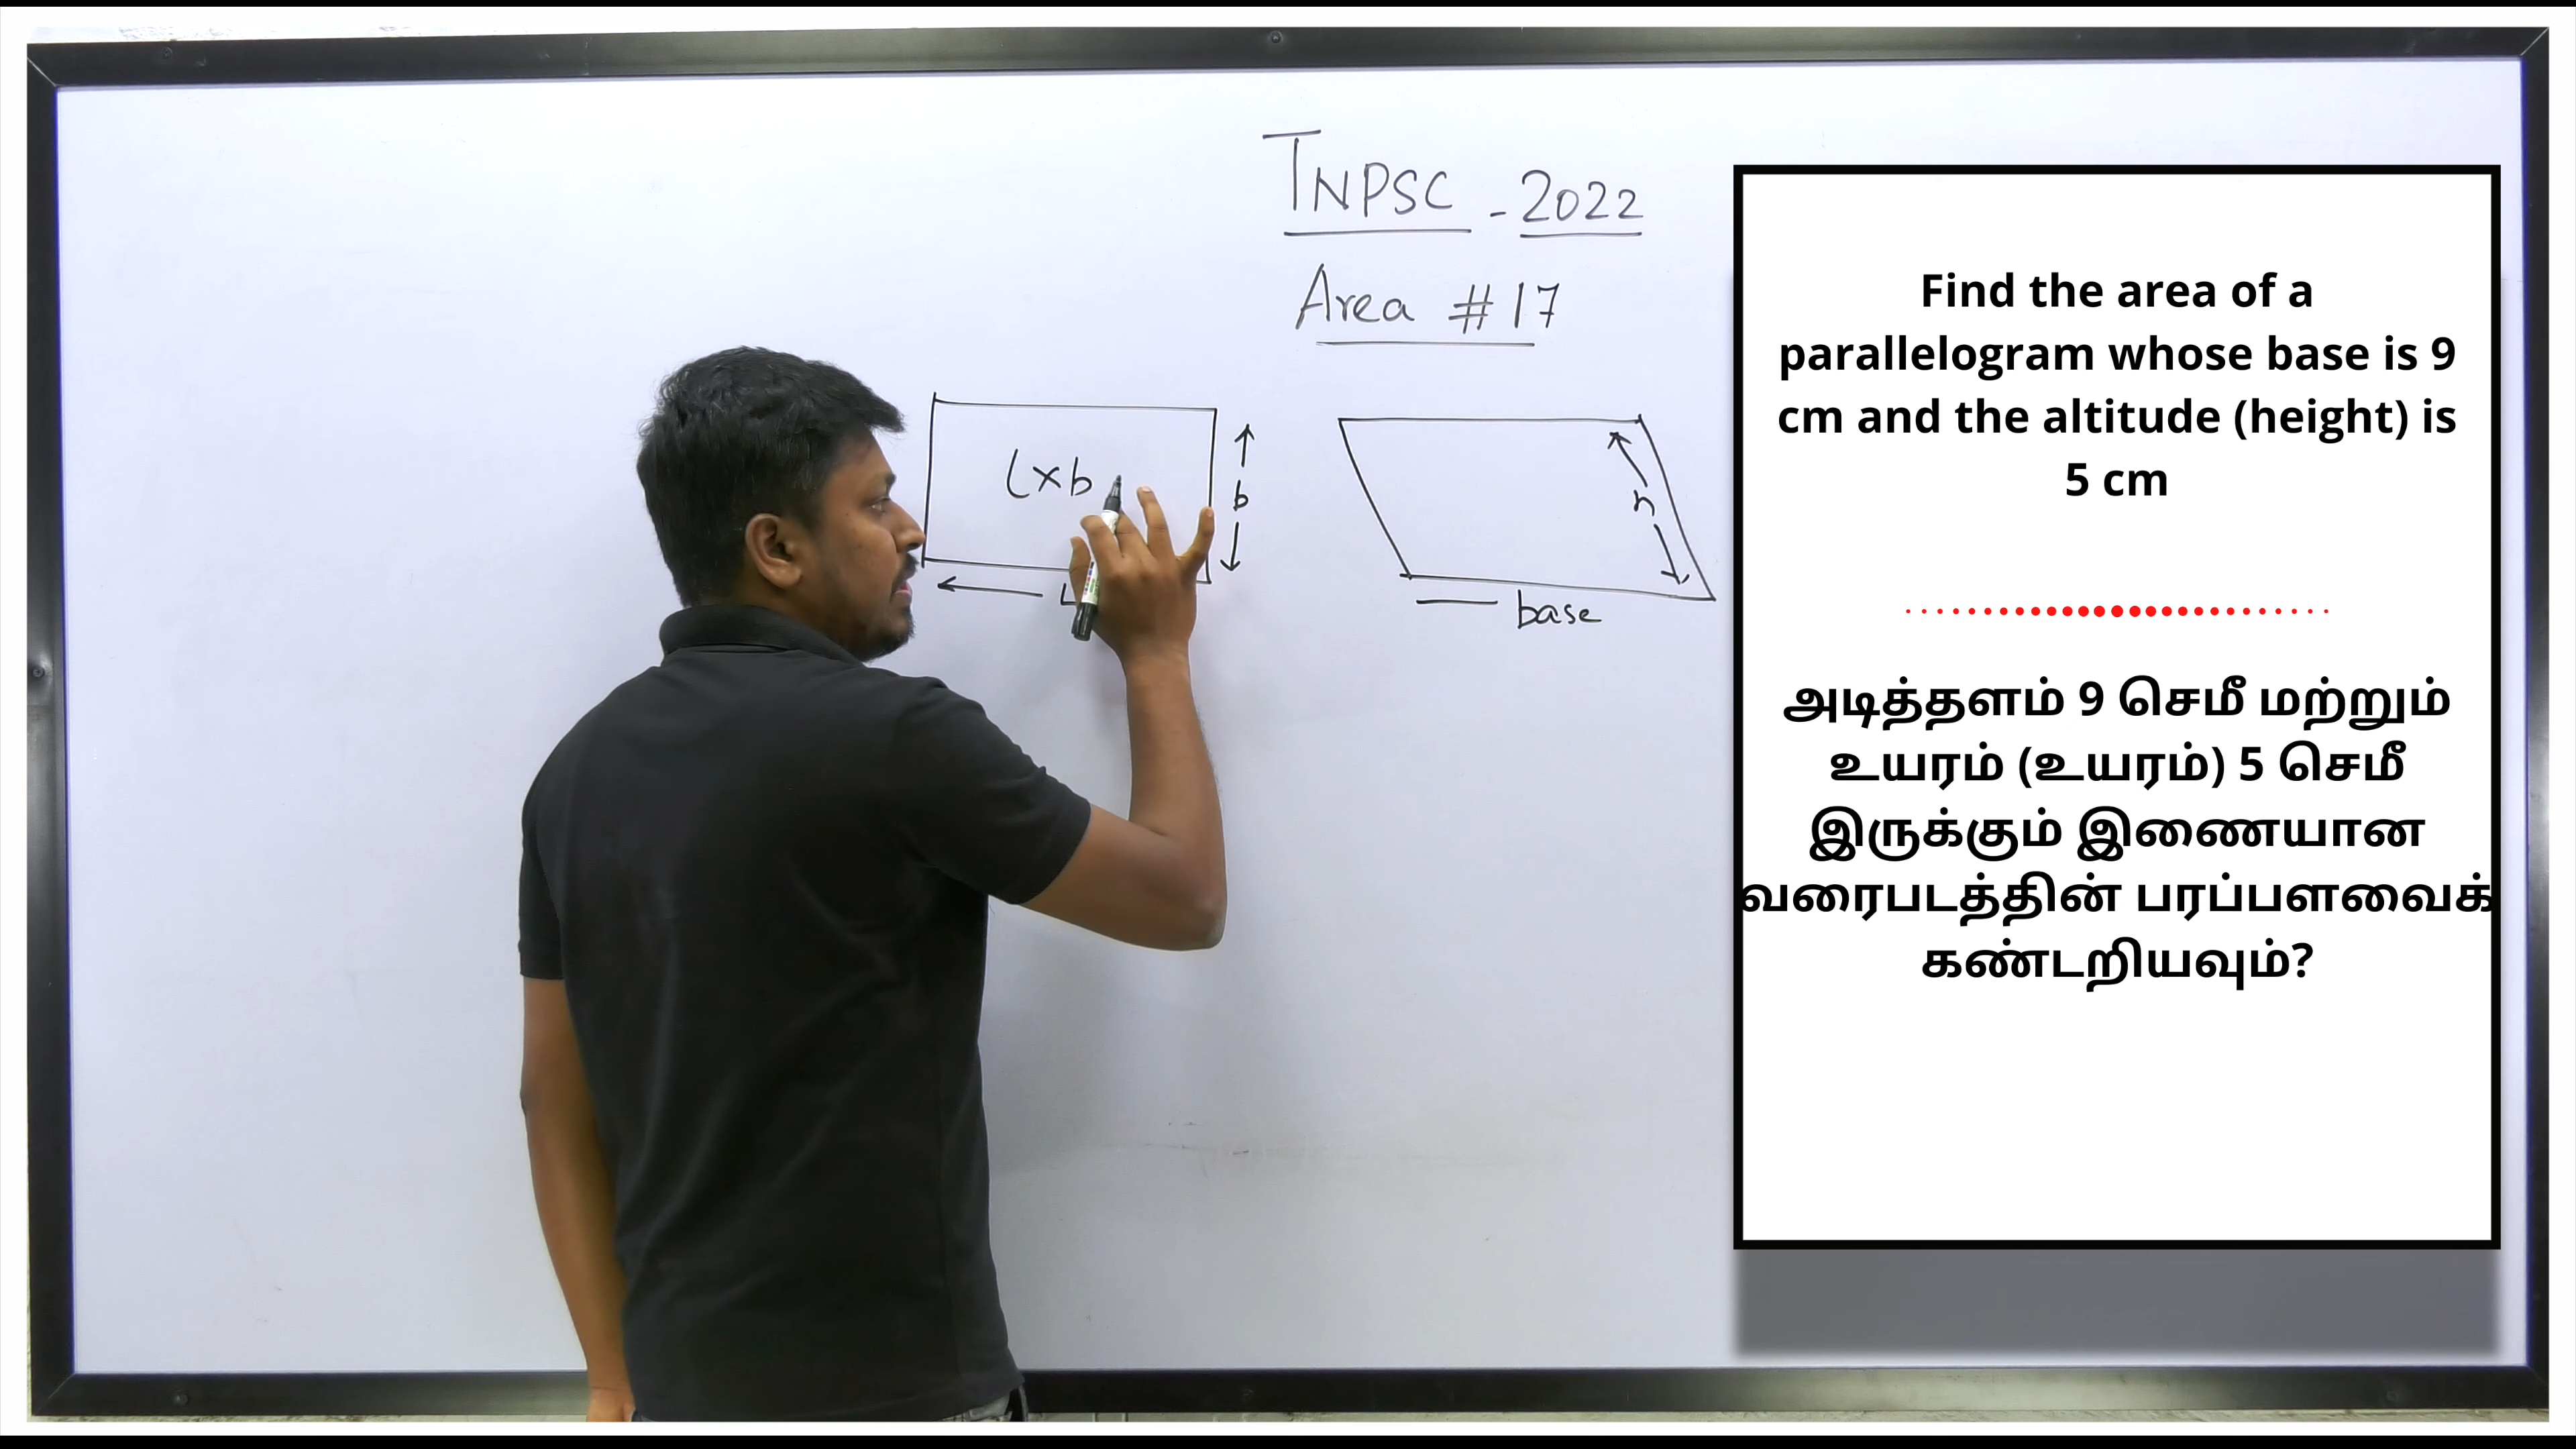 TNPSC - 2022
Area # 17
l×b
b
h
L
base
Find the area of a
parallelogram whose base is 9
cm and the altitude (height) is
5 cm
அடித்தளம் 9 செமீ மற்றும்
உயரம் (உயரம்) 5 செமீ
இருக்கும் இணையான
வரைபடத்தின் பரப்பளவைக்
கண்டறியவும்?